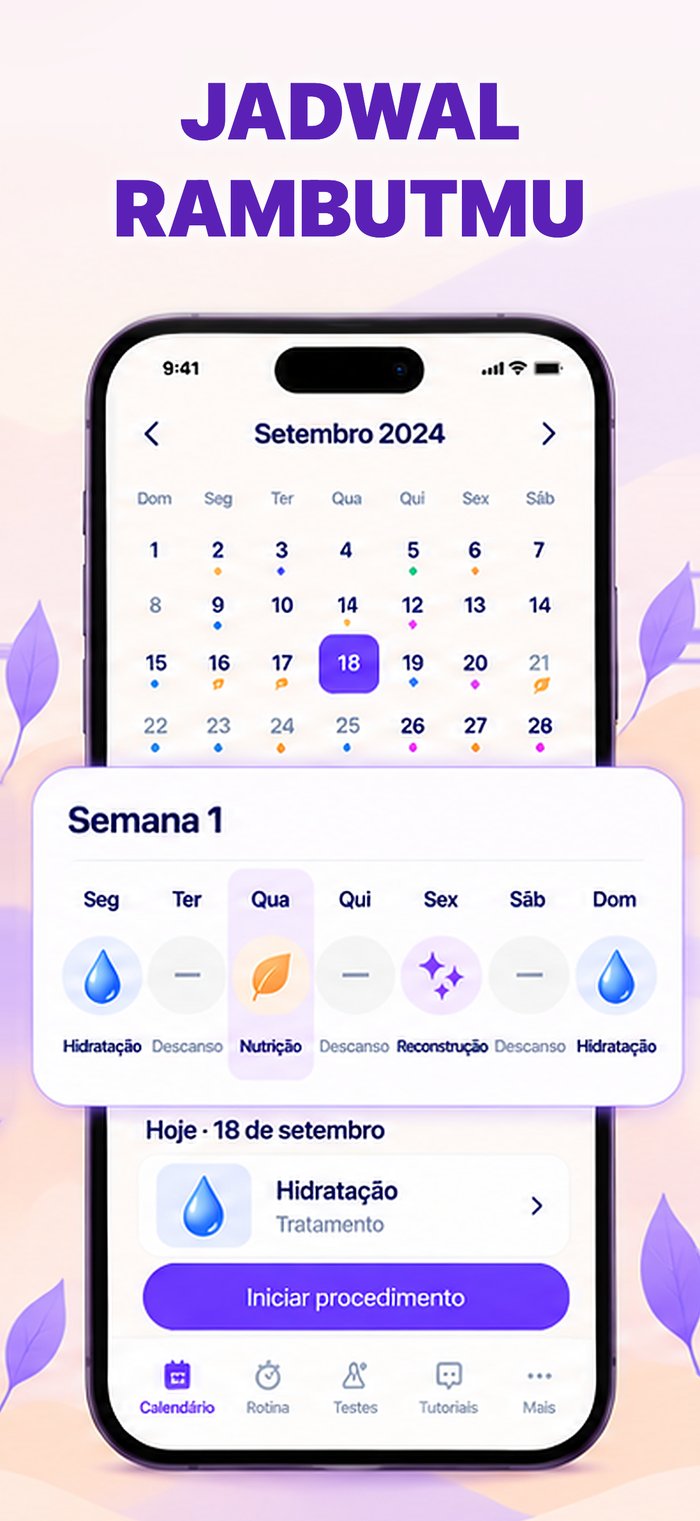 JADWAL
RAMBUTMU
9:41
Setembro 2024
Dom Seg Ter Qua Qui Sex Sáb
1 2 3 4 5 6 7
8 9 10 14 12 13 14
15 16 17 18 19 20 21
22 23 24 25 26 27 28
Semana 1
Seg Ter Qua Qui Sex Sāb Dom
Hidratação Descanso Nutrição Descanso Reconstrução Descanso Hidratação
Hoje · 18 de setembro
Hidratação
Tratamento
Iniciar procedimento
Calendário Rotina Testes Tutoriais Mais